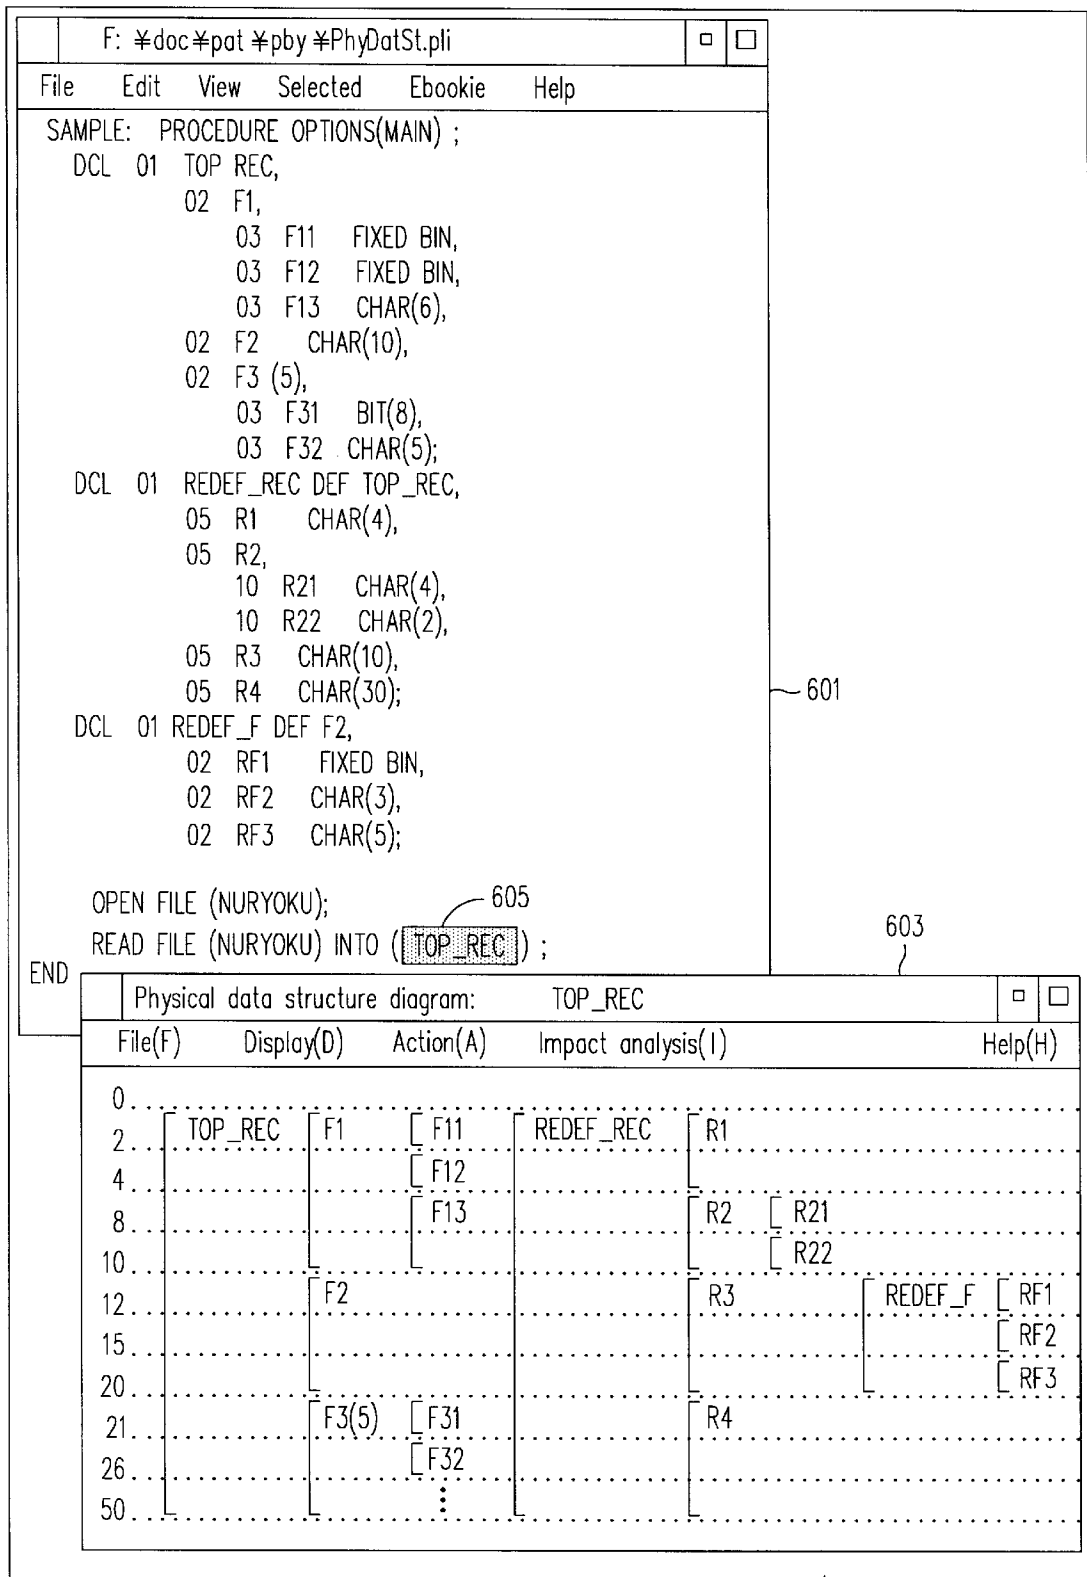 F: ¥doc¥pat ¥pby ¥PhyDatSt.pli
File Edit View Selected Ebookie Help
SAMPLE: PROCEDURE OPTIONS(MAIN) ;
DCL 01 TOP REC,
02 F1,
03 F11 FIXED BIN,
03 F12 FIXED BIN,
03 F13 CHAR(6),
02 F2 CHAR(10),
02 F3 (5),
03 F31 BIT(8),
03 F32 CHAR(5);
DCL 01 REDEF_REC DEF TOP_REC,
05 R1 CHAR(4),
05 R2,
10 R21 CHAR(4),
10 R22 CHAR(2),
05 R3 CHAR(10),
05 R4 CHAR(30);
601
DCL 01 REDEF_F DEF F2,
02 RF1 FIXED BIN,
02 RF2 CHAR(3),
02 RF3 CHAR(5);
OPEN FILE (NURYOKU);
605
READ FILE (NURYOKU) INTO (TOP_REC) ;
END
603
Physical data structure diagram: TOP_REC
File(F) Display(D) Action(A) Impact analysis(I) Help(H)
0
2 TOP_REC F1 F11 REDEF_REC R1
4 F12
8 F13 R2 R21
10 R22
12 F2 R3 REDEF_F RF1
15 RF2
20 RF3
21 F3(5) F31 R4
26 F32
50